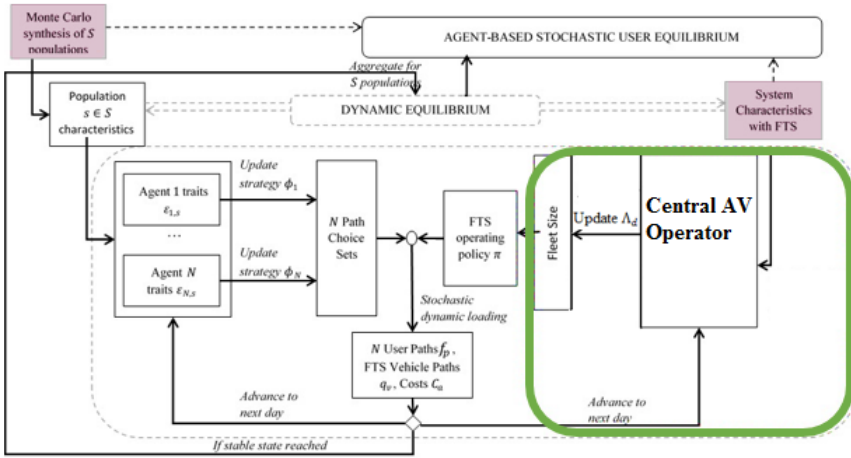 Monte Carlo
synthesis of S
populations
AGENT-BASED STOCHASTIC USER EQUILIBRIUM
Aggregate for
S populations
Population
s ∈ S
characteristics
DYNAMIC EQUILIBRIUM
System
Characteristics
with FTS
Agent 1 traits
ε1,s
...
Agent N
traits εN,s
Update
strategy ϕ1
Update
strategy ϕN
N Path
Choice
Sets
FTS
operating
policy π
Fleet Size
Update Λd
Central AV
Operator
Stochastic
dynamic loading
N User Paths fp,
FTS Vehicle Paths
qv, Costs Ca
Advance to
next day
Advance to
next day
If stable state reached